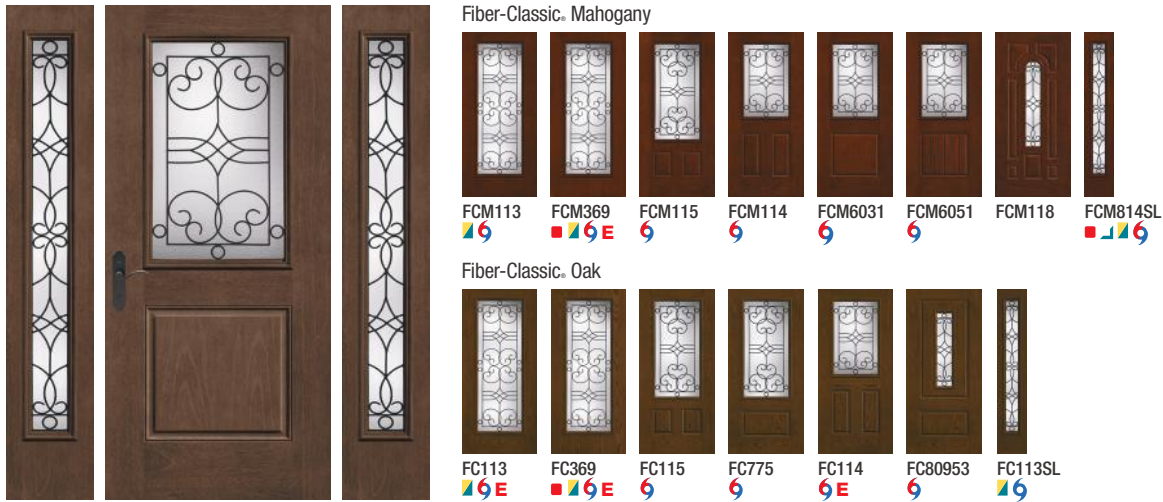 Fiber-Classic® Mahogany
FCM113 FCM369 FCM115 FCM114 FCM6031 FCM6051 FCM118 FCM814SL
E
Fiber-Classic® Oak
FC113 FC369 FC115 FC775 FC114 FC80953 FC113SL
E E E